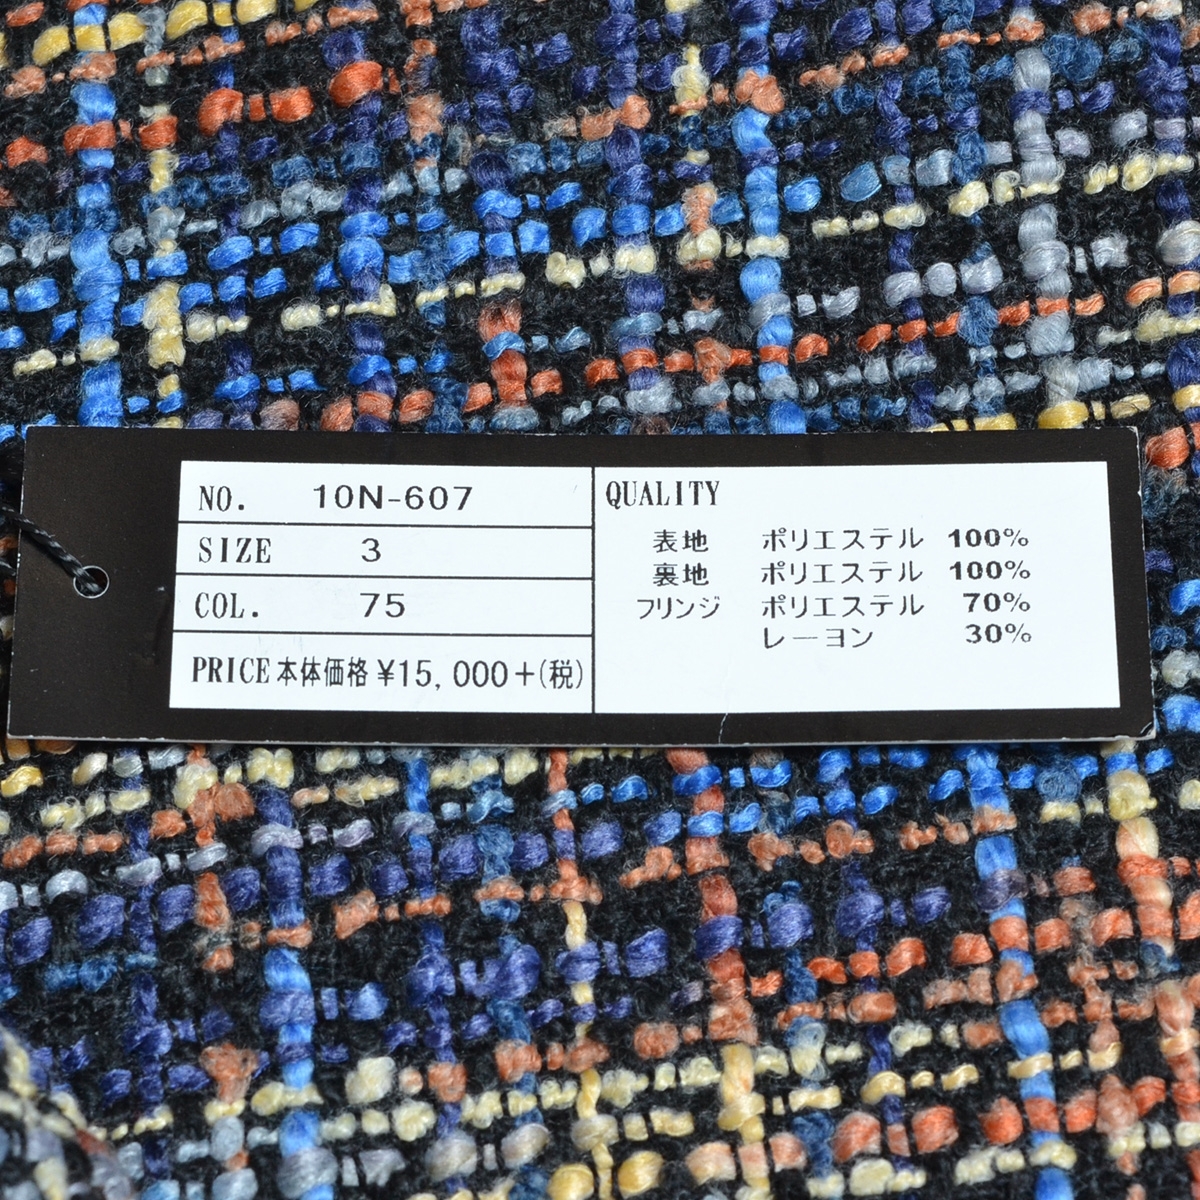 NO. 10N-607
SIZE 3
COL. 75
PRICE 本体価格 ¥15,000+(税)
QUALITY
表地 ポリエステル 100%
裏地 ポリエステル 100%
フリンジ ポリエステル 70%
レーヨン 30%